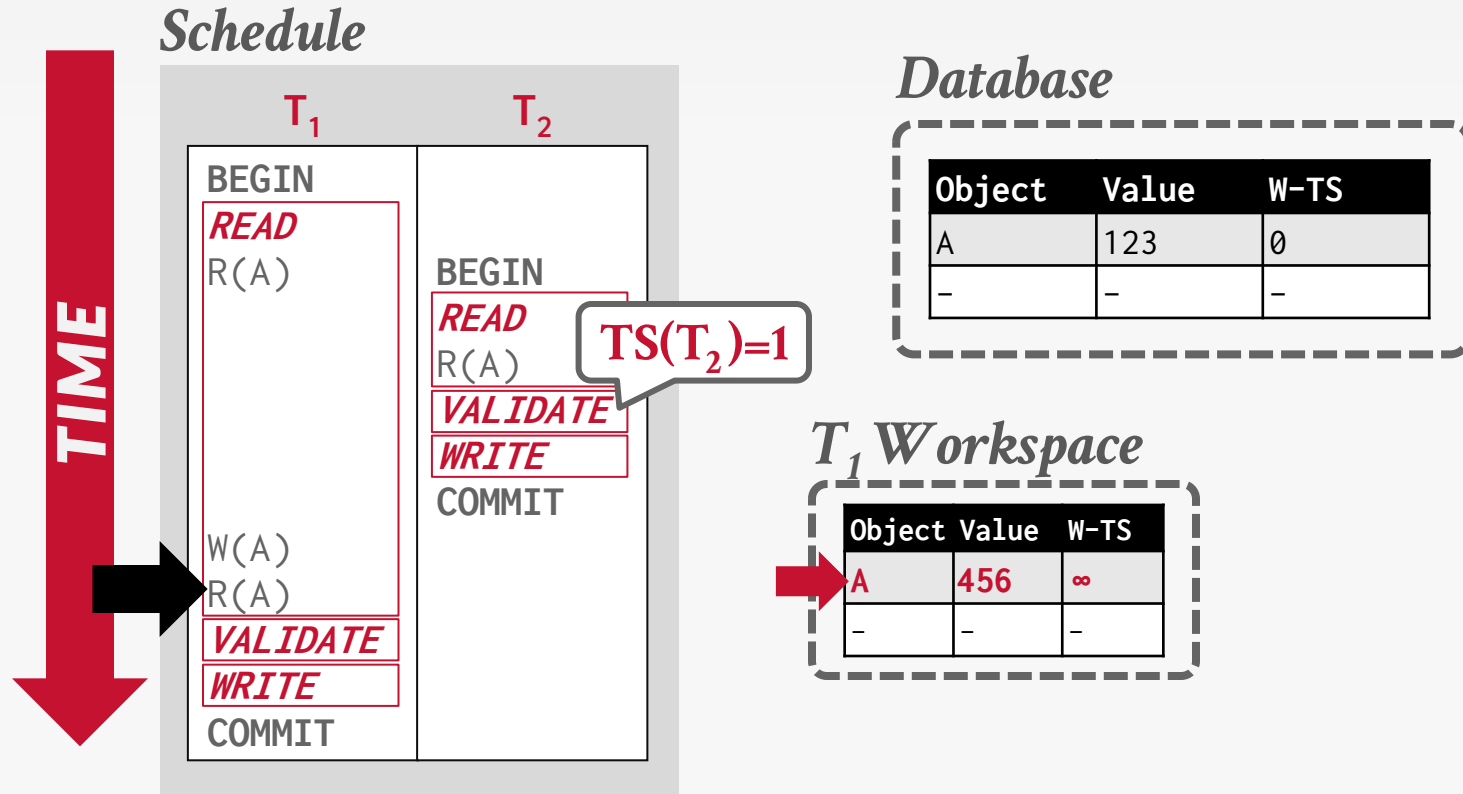 Schedule
TIME
T₁ T₂
BEGIN
READ
R(A) BEGIN
READ
R(A)
TS(T₂)=1
VALIDATE
WRITE
COMMIT
W(A)
R(A)
VALIDATE
WRITE
COMMIT
Database
Object Value W-TS
A 123 0
- - -
T₁ Workspace
Object Value W-TS
A 456 ∞
- - -